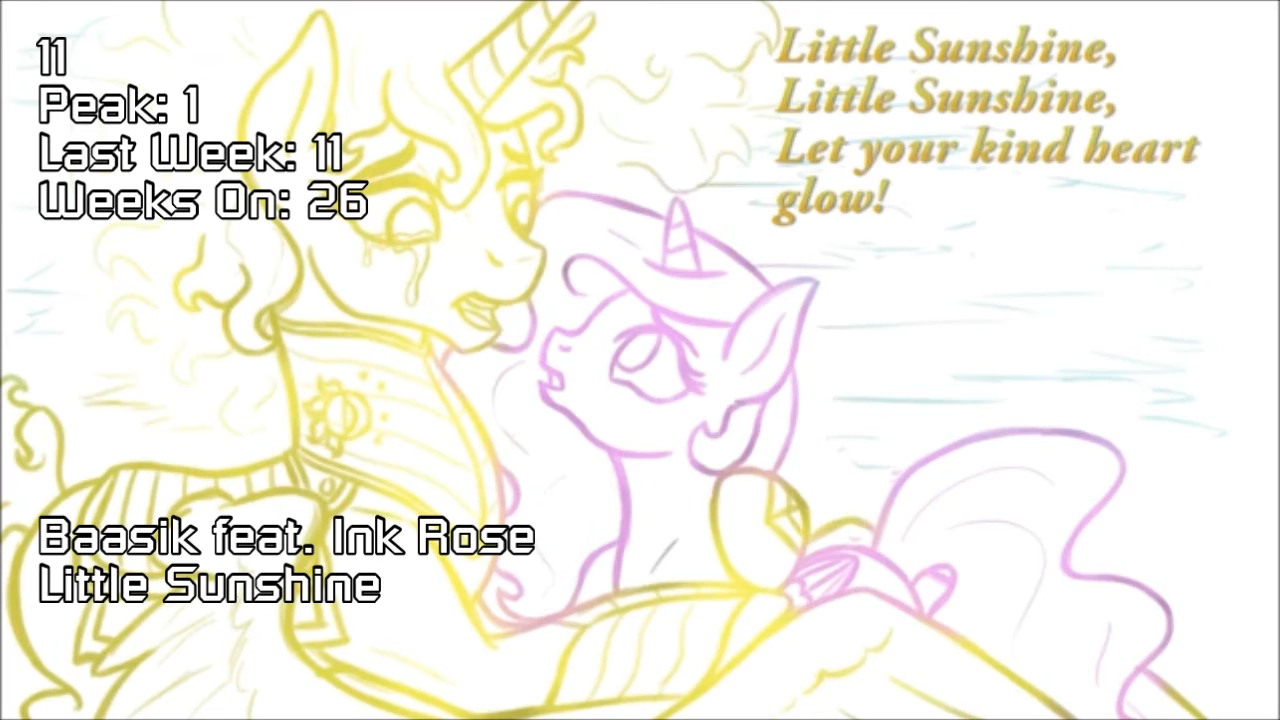 11
Peak: 1
Last Week: 11
Weeks On: 26
Little Sunshine,
Little Sunshine,
Let your kind heart
glow!
Baasik feat. Ink Rose
Little Sunshine